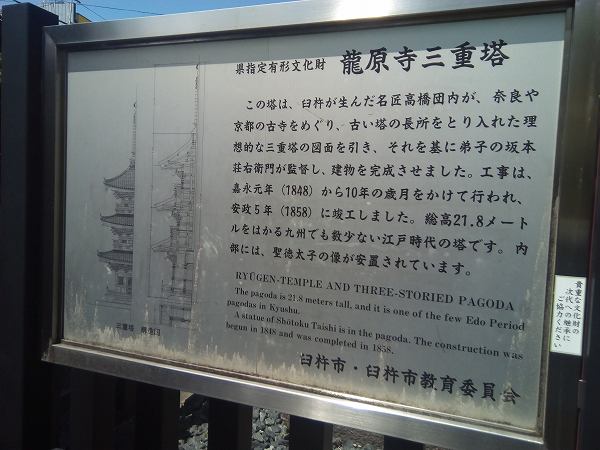 県指定有形文化財 龍原寺三重塔
この塔は、臼杵が生んだ名匠高橋団内が、奈良や
京都の古寺をめぐり、古い塔の長所をとり入れた理
想的な三重塔の図面を引き、それを基に弟子の坂本
荘右衛門が監督し、建物を完成させました。工事は、
嘉永元年（1848）から10年の歳月をかけて行われ、
安政５年（1858）に竣工しました。総高21.8メート
ルをはかる九州でも数少ない江戸時代の塔です。内
部には、聖徳太子の像が安置されています。
RYŪGEN-TEMPLE AND THREE-STORIED PAGODA
The pagoda is 21.8 meters tall, and it is one of the few Edo Period
pagodas in Kyushu.
A statue of Shōtoku Taishi is in the pagoda. The construction was
begun in 1848 and was completed in 1858.
臼杵市・臼杵市教育委員会
三重塔
貴重な文化財の
次代への継承に
ご協力ください